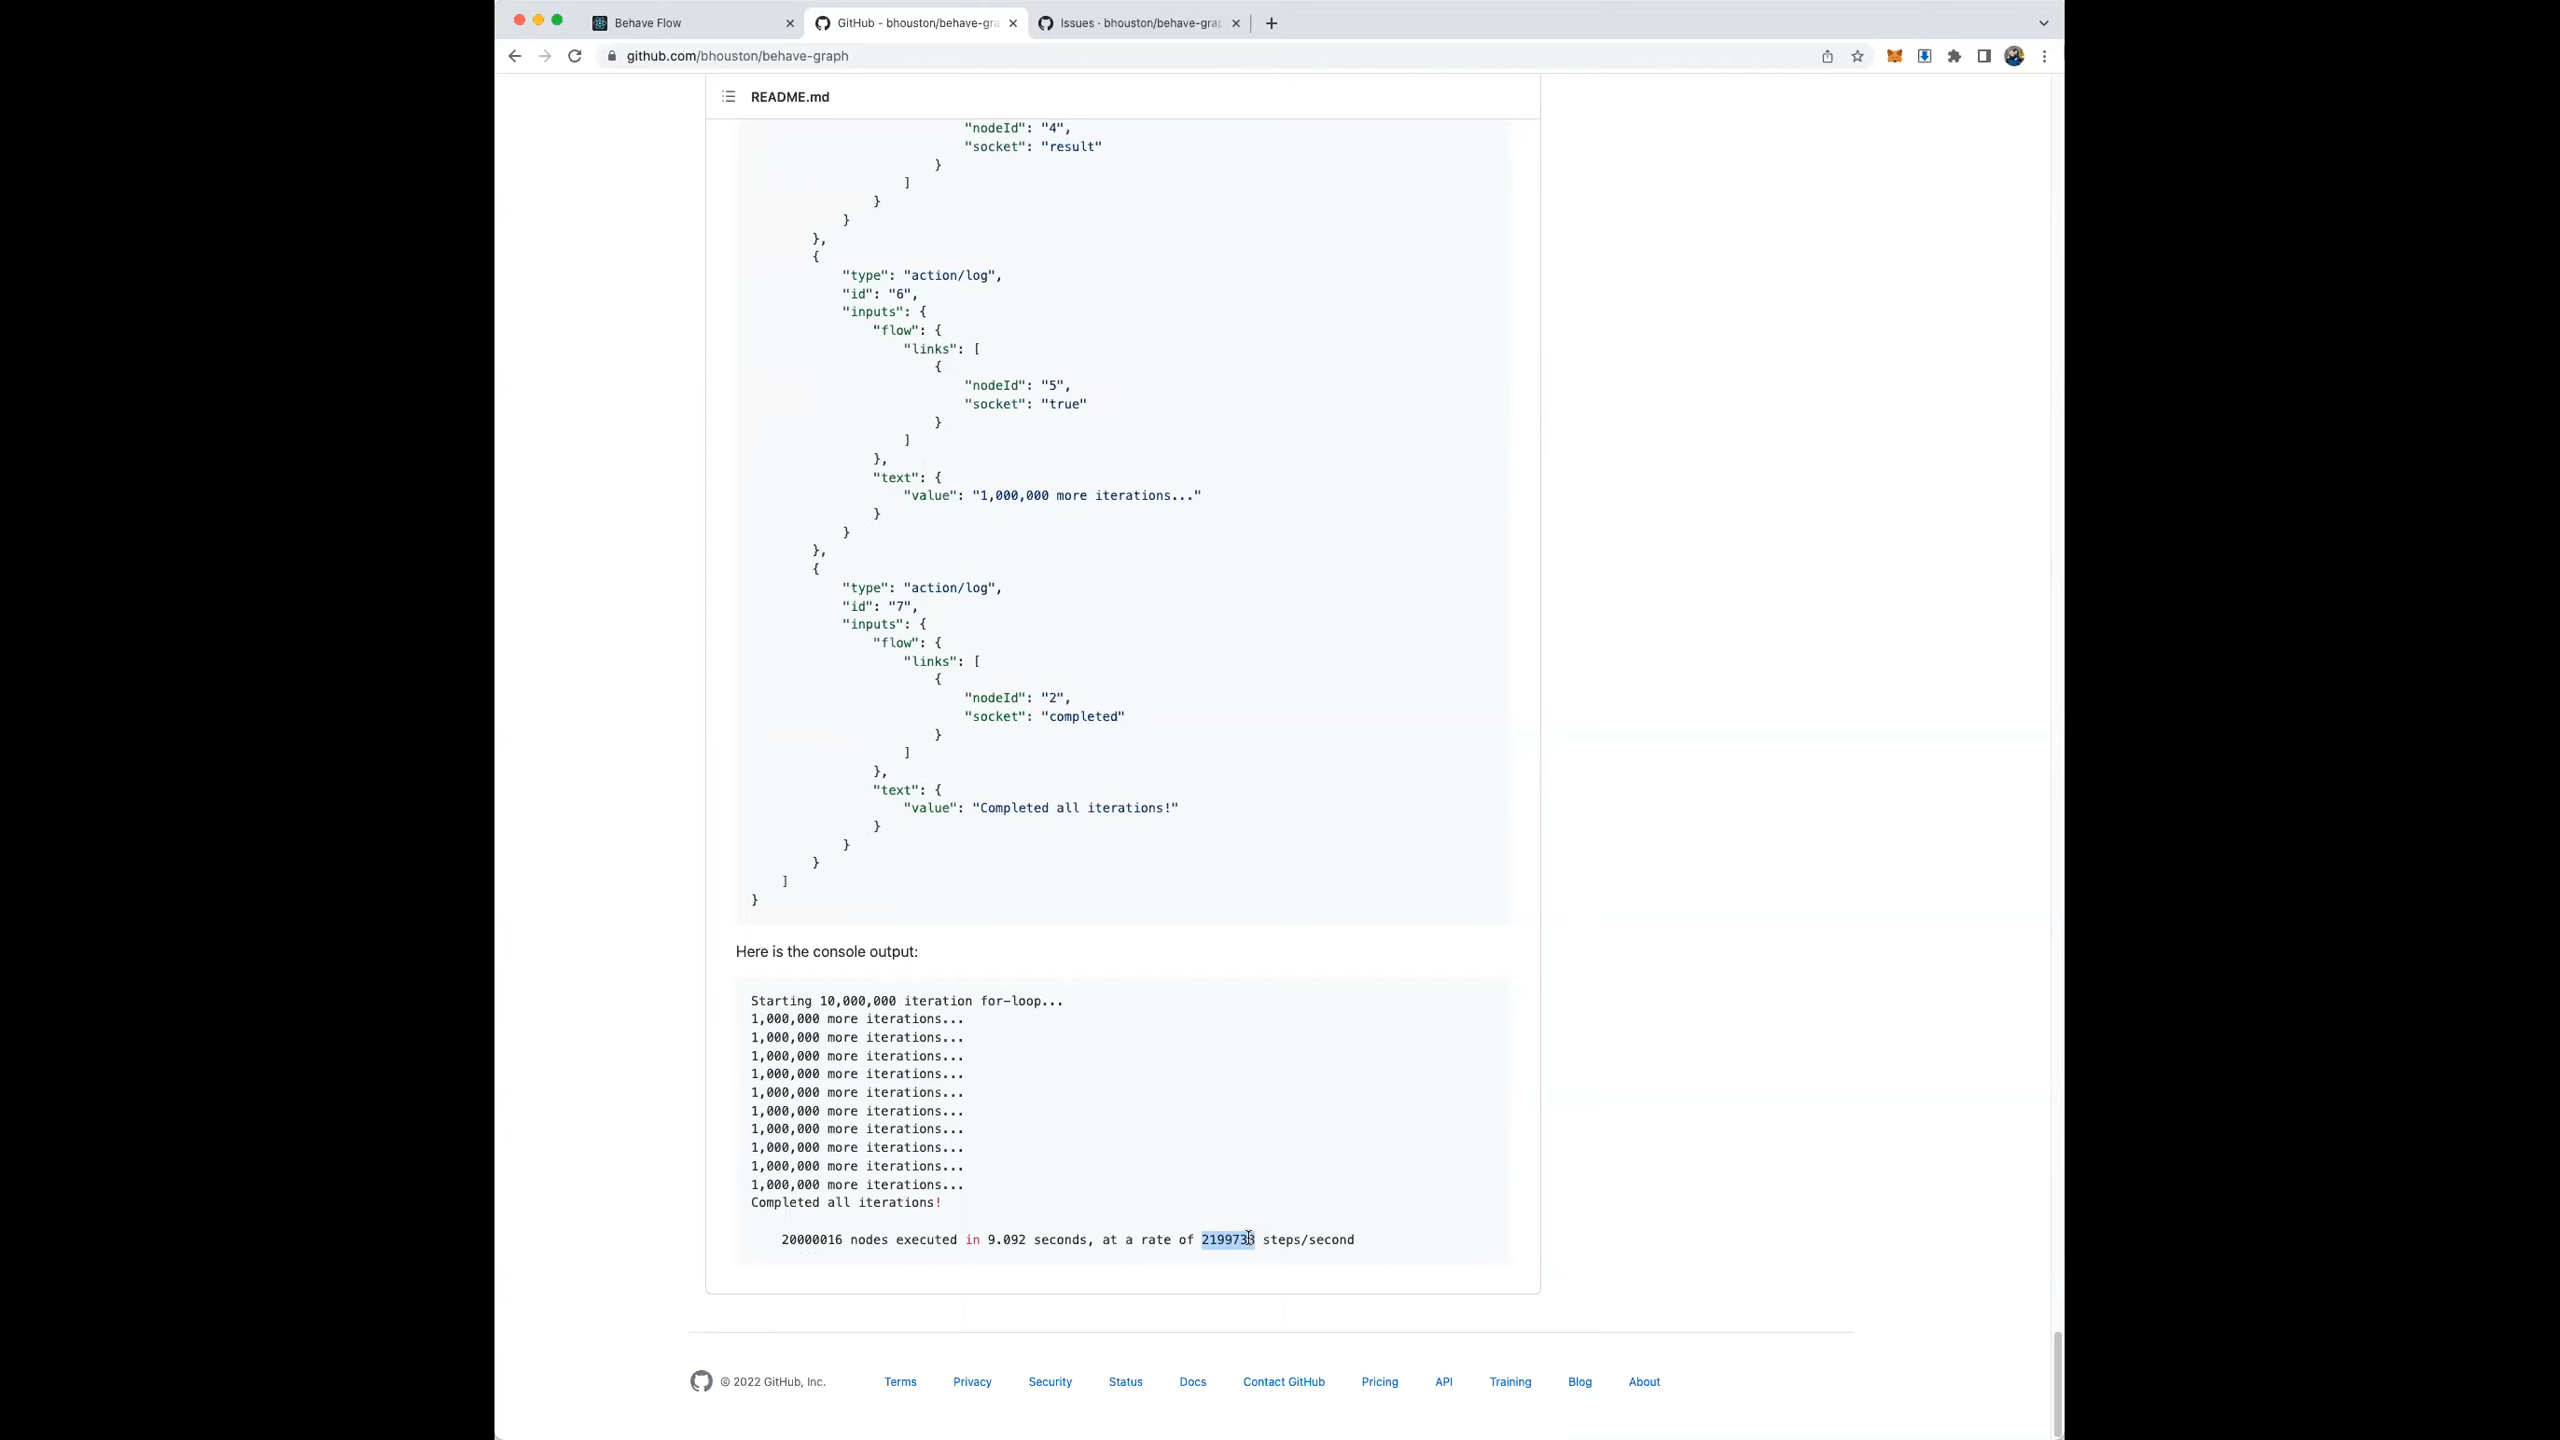 Behave Flow
GitHub - bhouston/behave-gra
Issues · bhouston/behave-grap
github.com/bhouston/behave-graph
README.md
"nodeId": "4",
"socket": "result"
}
]
}
}
},
{
"type": "action/log",
"id": "6",
"inputs": {
"flow": {
"links": [
{
"nodeId": "5",
"socket": "true"
}
]
},
"text": {
"value": "1,000,000 more iterations..."
}
}
},
{
"type": "action/log",
"id": "7",
"inputs": {
"flow": {
"links": [
{
"nodeId": "2",
"socket": "completed"
}
]
},
"text": {
"value": "Completed all iterations!"
}
}
}
]
}
Here is the console output:
Starting 10,000,000 iteration for-loop...
1,000,000 more iterations...
1,000,000 more iterations...
1,000,000 more iterations...
1,000,000 more iterations...
1,000,000 more iterations...
1,000,000 more iterations...
1,000,000 more iterations...
1,000,000 more iterations...
1,000,000 more iterations...
1,000,000 more iterations...
Completed all iterations!
20000016 nodes executed in 9.092 seconds, at a rate of 2199733 steps/second
© 2022 GitHub, Inc.
Terms
Privacy
Security
Status
Docs
Contact GitHub
Pricing
API
Training
Blog
About